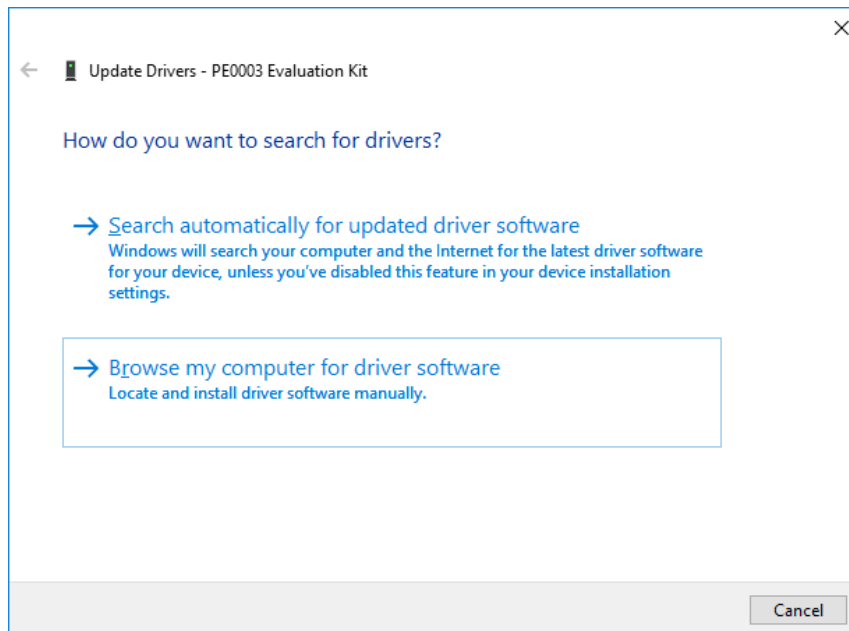 Update Drivers - PE0003 Evaluation Kit
How do you want to search for drivers?
Search automatically for updated driver software
Windows will search your computer and the Internet for the latest driver software
for your device, unless you've disabled this feature in your device installation
settings.
Browse my computer for driver software
Locate and install driver software manually.
Cancel